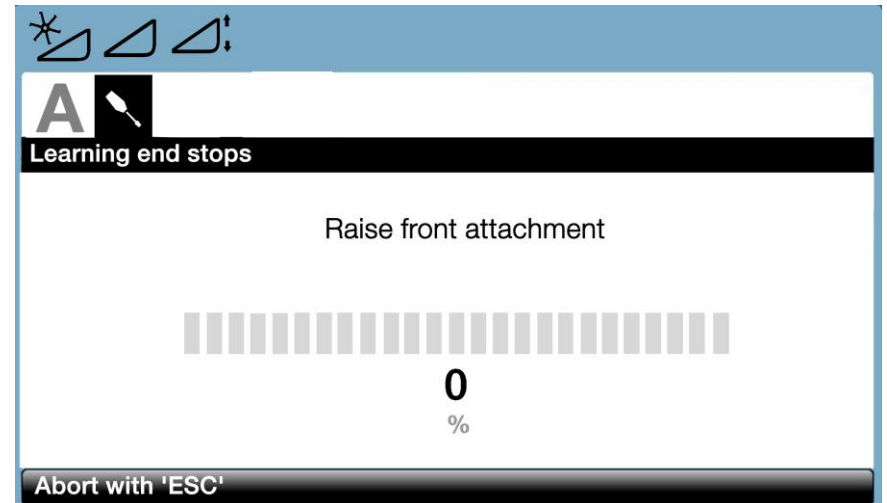 A
Learning end stops
Raise front attachment
0
%
Abort with 'ESC'